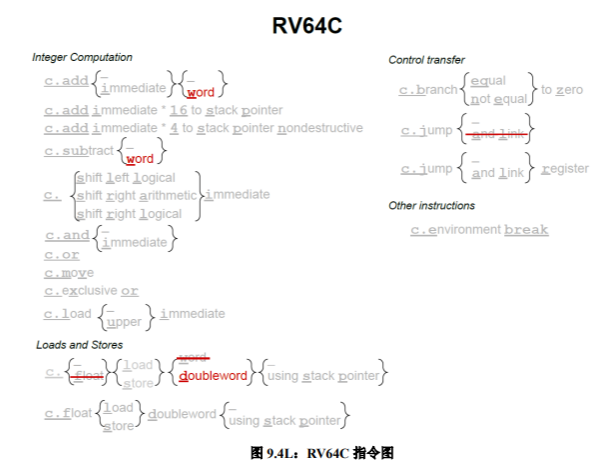 RV64C
Integer Computation
c.add { – immediate } { – word }
c.add immediate * 16 to stack pointer
c.add immediate * 4 to stack pointer nondestructive
c.subtract { – word }
c. { shift left logical
shift right arithmetic
shift right logical } immediate
c.and { – immediate }
c.or
c.move
c.exclusive or
c.load { – upper } immediate
Loads and Stores
c. { – float } { load store } { word doubleword } { – using stack pointer }
c.float { load store } doubleword { – using stack pointer }
Control transfer
c.branch { equal not equal } to zero
c.jump { – and link }
c.jump { – and link } register
Other instructions
c.environment break
图 9.4L：RV64C 指令图